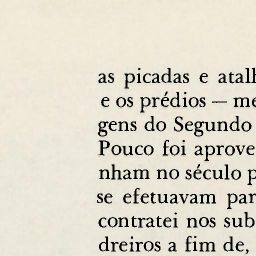 as picadas e atalh
e os prédios — me
gens do Segundo
Pouco foi aprove
nham no século p
se efetuavam par
contratei nos sub
dreiros a fim de,